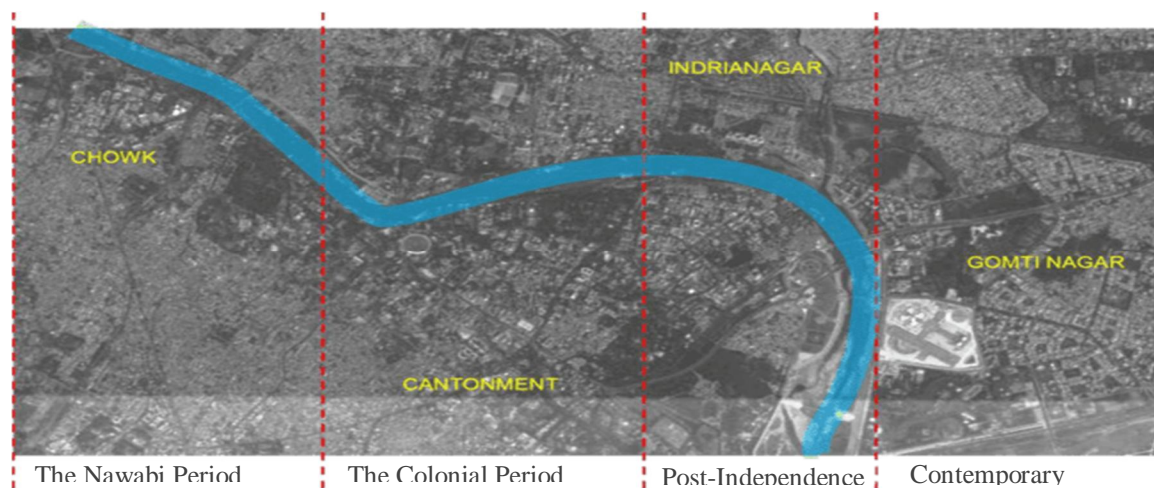 INDRIANAGAR
CHOWK
GOMTI NAGAR
CANTONMENT
The Nawabi Period
The Colonial Period
Post-Independence
Contemporary